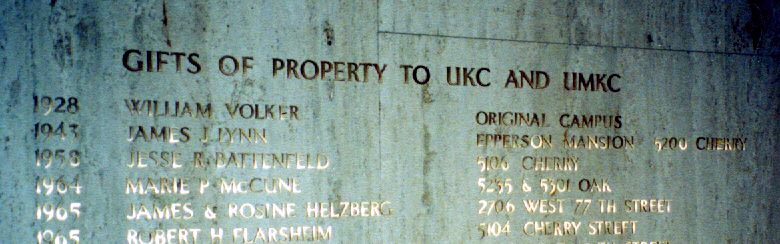 GIFTS OF PROPERTY TO UKC AND UMKC
1928 WILLIAM VOLKER ORIGINAL CAMPUS
1943 JAMES J LYNN EPPERSON MANSION 5200 CHERRY
1958 JESSE R BATTENFELD 5106 CHERRY
1964 MARIE P McCUNE 5235 & 5301 OAK
1965 JAMES & ROSINE HELZBERG 2706 WEST 77 TH STREET
1965 ROBERT H FLARSHEIM 5104 CHERRY STREET
TH STREET